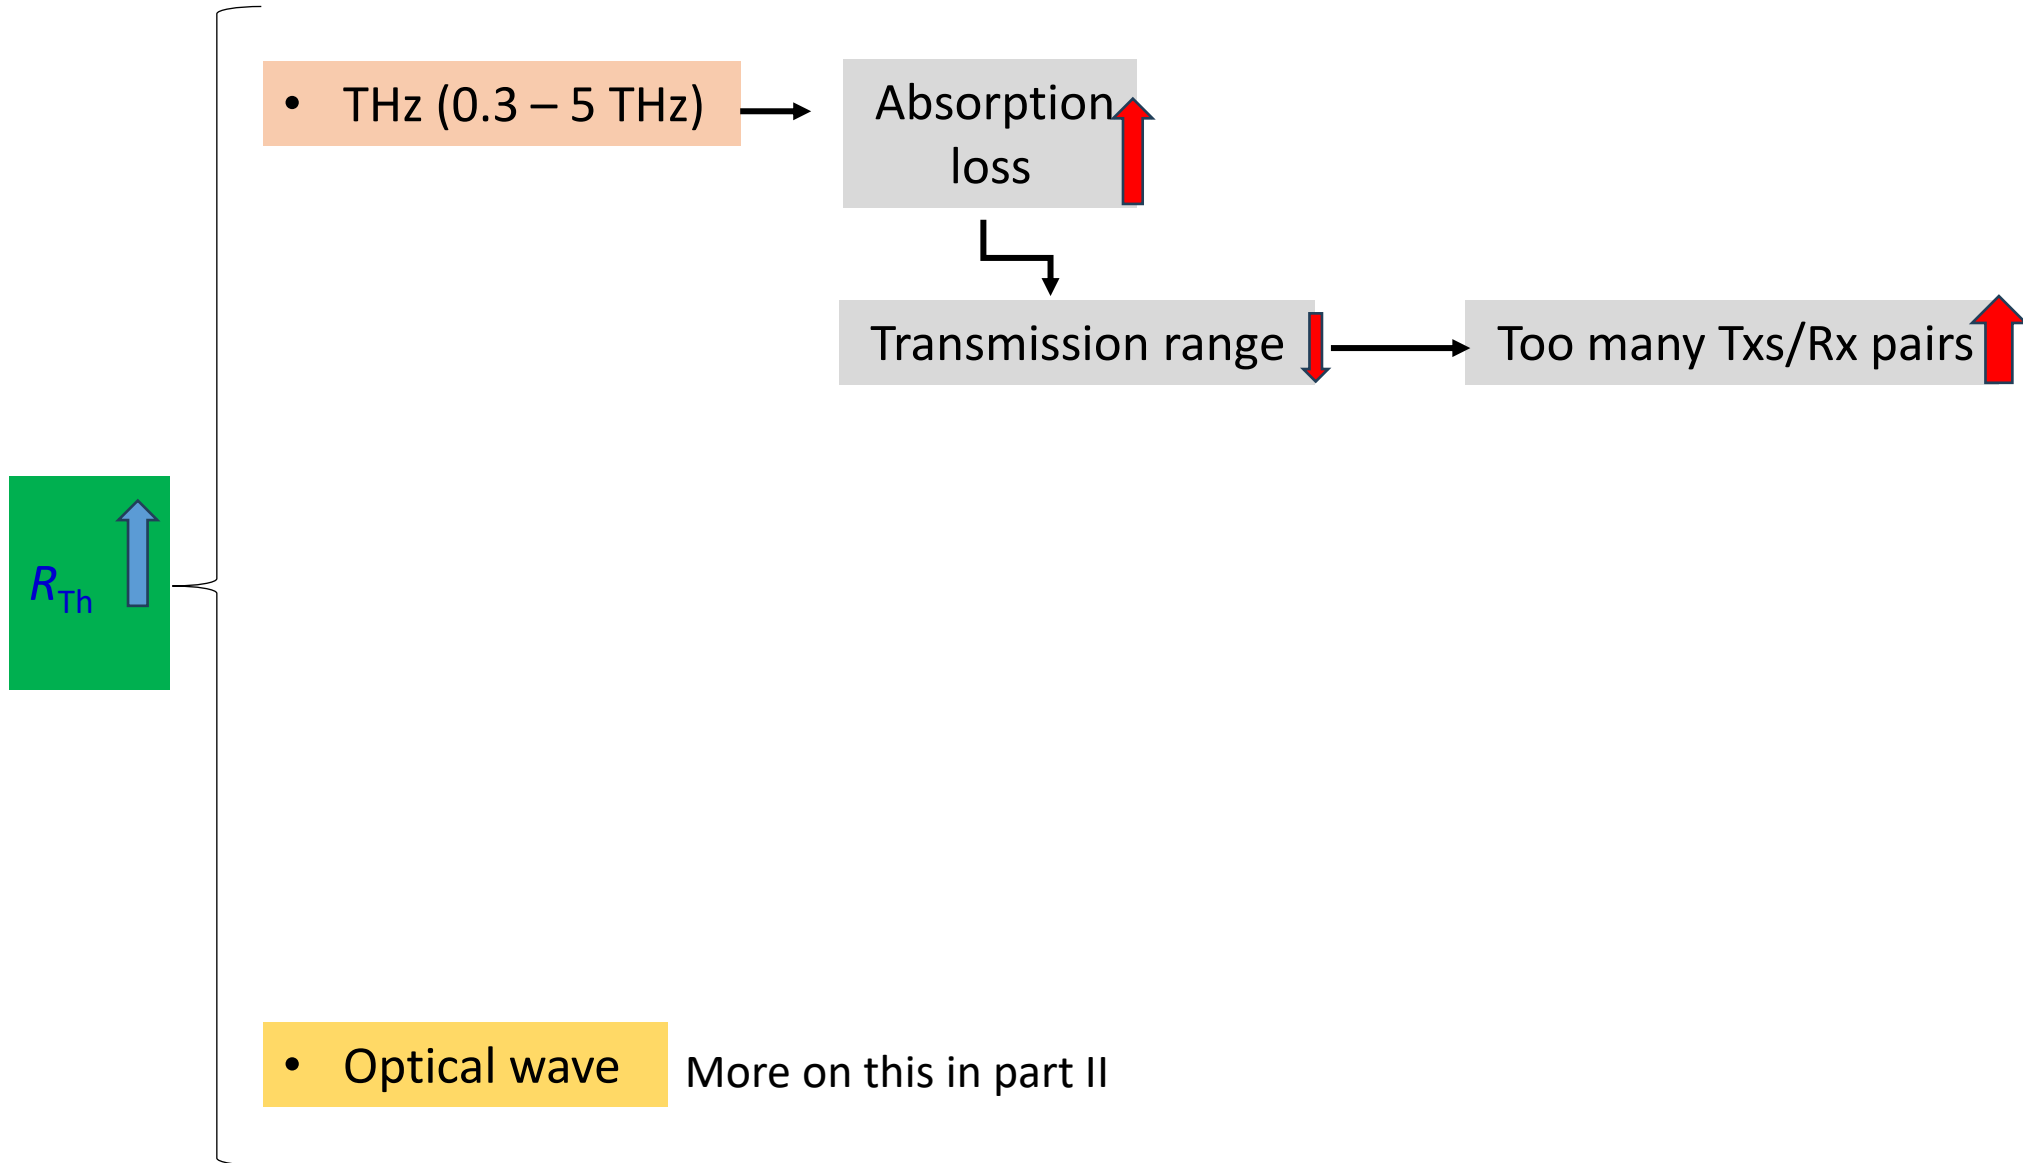 • THz (0.3 – 5 THz)
Absorption
loss
Transmission range
Too many Txs/Rx pairs
RTh
• Optical wave
More on this in part II